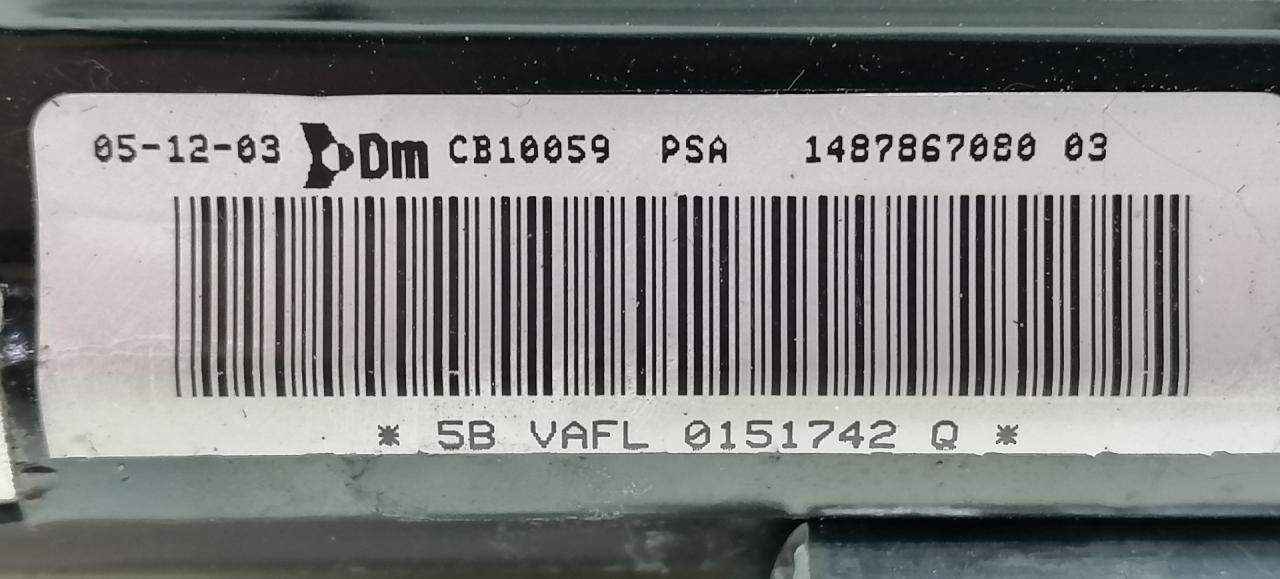 05-12-03 Dm CB10059 PSA 1487867080 03
* 5B VAFL 0151742 Q *